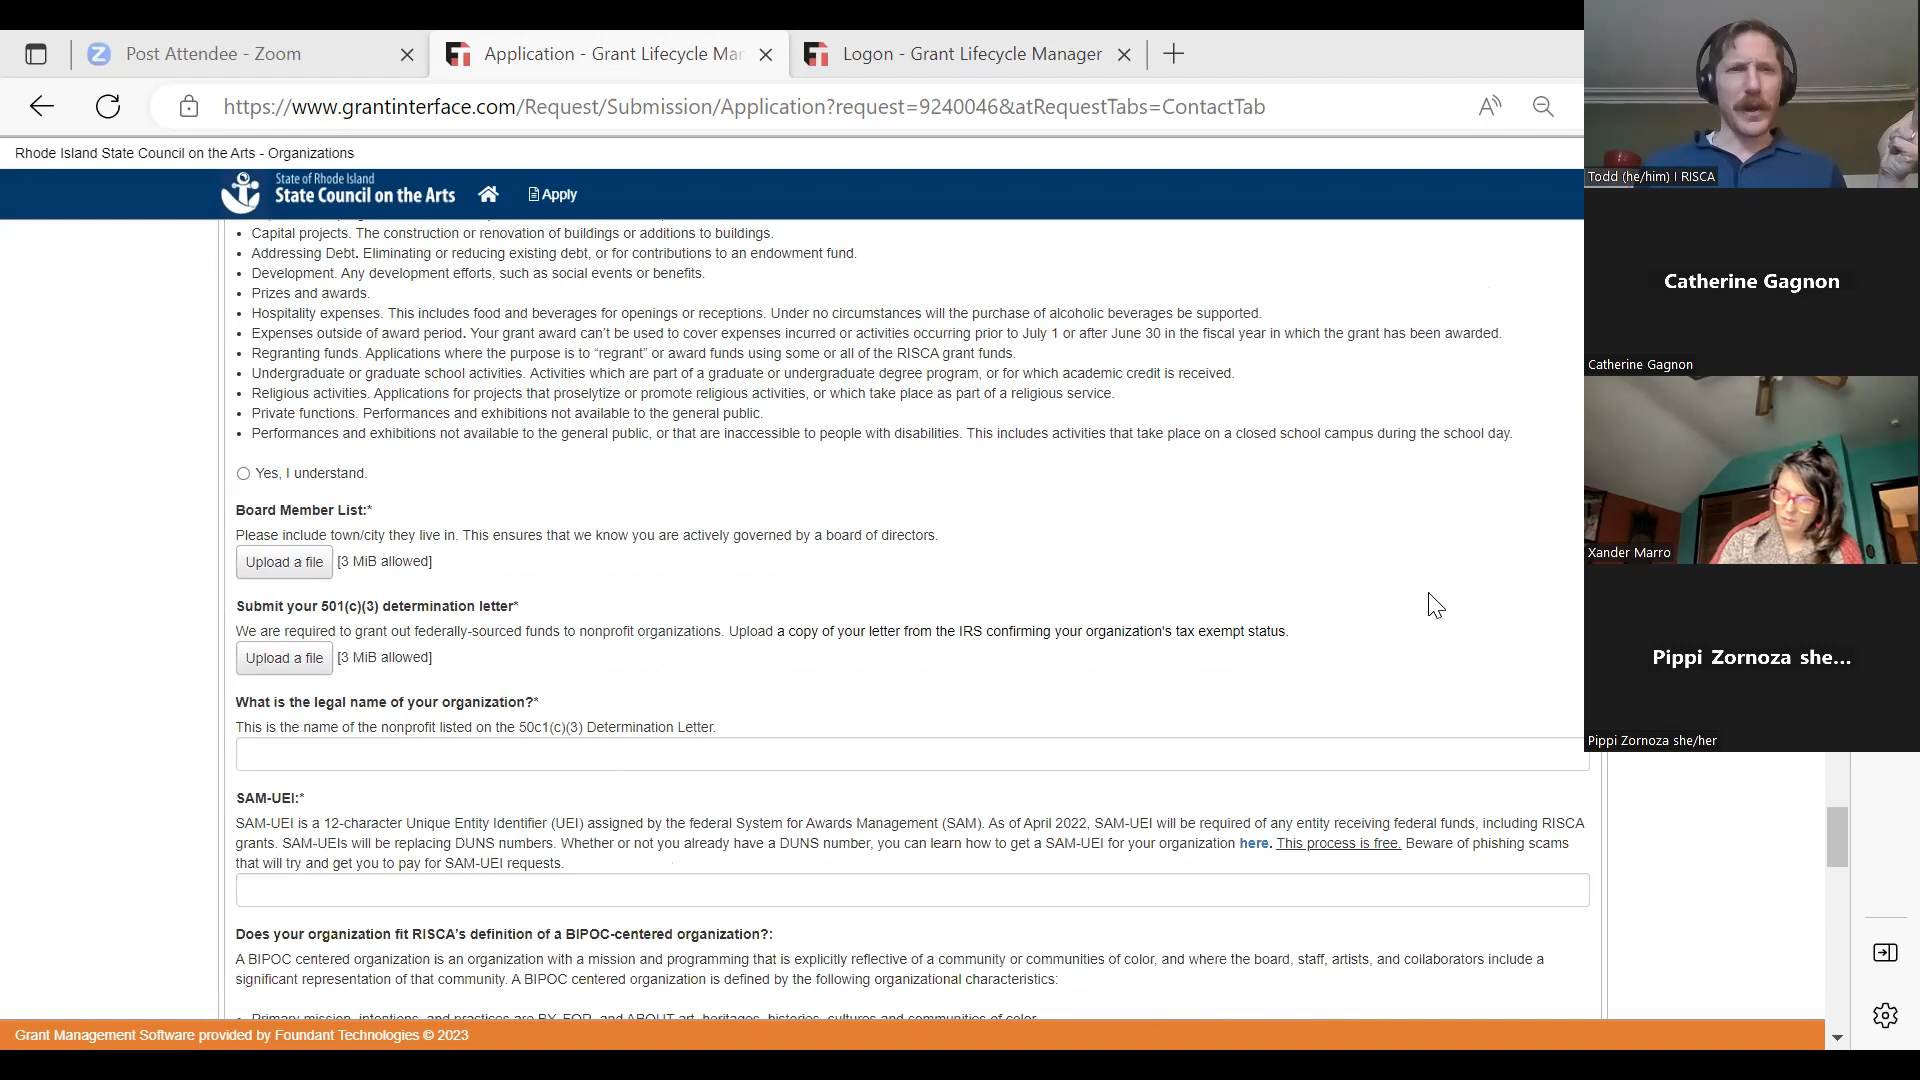 Post Attendee - Zoom
Application - Grant Lifecycle Mar
Logon - Grant Lifecycle Manager
https://www.grantinterface.com/Request/Submission/Application?request=9240046&atRequestTabs=ContactTab
Rhode Island State Council on the Arts - Organizations
State of Rhode Island
State Council on the Arts
Apply
• Capital projects. The construction or renovation of buildings or additions to buildings.
• Addressing Debt. Eliminating or reducing existing debt, or for contributions to an endowment fund.
• Development. Any development efforts, such as social events or benefits.
• Prizes and awards.
• Hospitality expenses. This includes food and beverages for openings or receptions. Under no circumstances will the purchase of alcoholic beverages be supported.
• Expenses outside of award period. Your grant award can’t be used to cover expenses incurred or activities occurring prior to July 1 or after June 30 in the fiscal year in which the grant has been awarded.
• Regranting funds. Applications where the purpose is to “regrant” or award funds using some or all of the RISCA grant funds.
• Undergraduate or graduate school activities. Activities which are part of a graduate or undergraduate degree program, or for which academic credit is received.
• Religious activities. Applications for projects that proselytize or promote religious activities, or which take place as part of a religious service.
• Private functions. Performances and exhibitions not available to the general public.
• Performances and exhibitions not available to the general public, or that are inaccessible to people with disabilities. This includes activities that take place on a closed school campus during the school day.
Yes, I understand.
Board Member List:*
Please include town/city they live in. This ensures that we know you are actively governed by a board of directors.
Upload a file [3 MiB allowed]
Submit your 501(c)(3) determination letter*
We are required to grant out federally-sourced funds to nonprofit organizations. Upload a copy of your letter from the IRS confirming your organization's tax exempt status.
Upload a file [3 MiB allowed]
What is the legal name of your organization?*
This is the name of the nonprofit listed on the 50c1(c)(3) Determination Letter.
SAM-UEI:*
SAM-UEI is a 12-character Unique Entity Identifier (UEI) assigned by the federal System for Awards Management (SAM). As of April 2022, SAM-UEI will be required of any entity receiving federal funds, including RISCA
grants. SAM-UEIs will be replacing DUNS numbers. Whether or not you already have a DUNS number, you can learn how to get a SAM-UEI for your organization here. This process is free. Beware of phishing scams
that will try and get you to pay for SAM-UEI requests.
Does your organization fit RISCA's definition of a BIPOC-centered organization?:
A BIPOC centered organization is an organization with a mission and programming that is explicitly reflective of a community or communities of color, and where the board, staff, artists, and collaborators include a
significant representation of that community. A BIPOC centered organization is defined by the following organizational characteristics:
• Primary mission, intentions, and practices are BY, FOR, and ABOUT art, heritages, histories, cultures and communities of color
Grant Management Software provided by Foundant Technologies © 2023
Todd (he/him) I RISCA
Catherine Gagnon
Catherine Gagnon
Xander Marro
Pippi Zornoza she...
Pippi Zornoza she/her